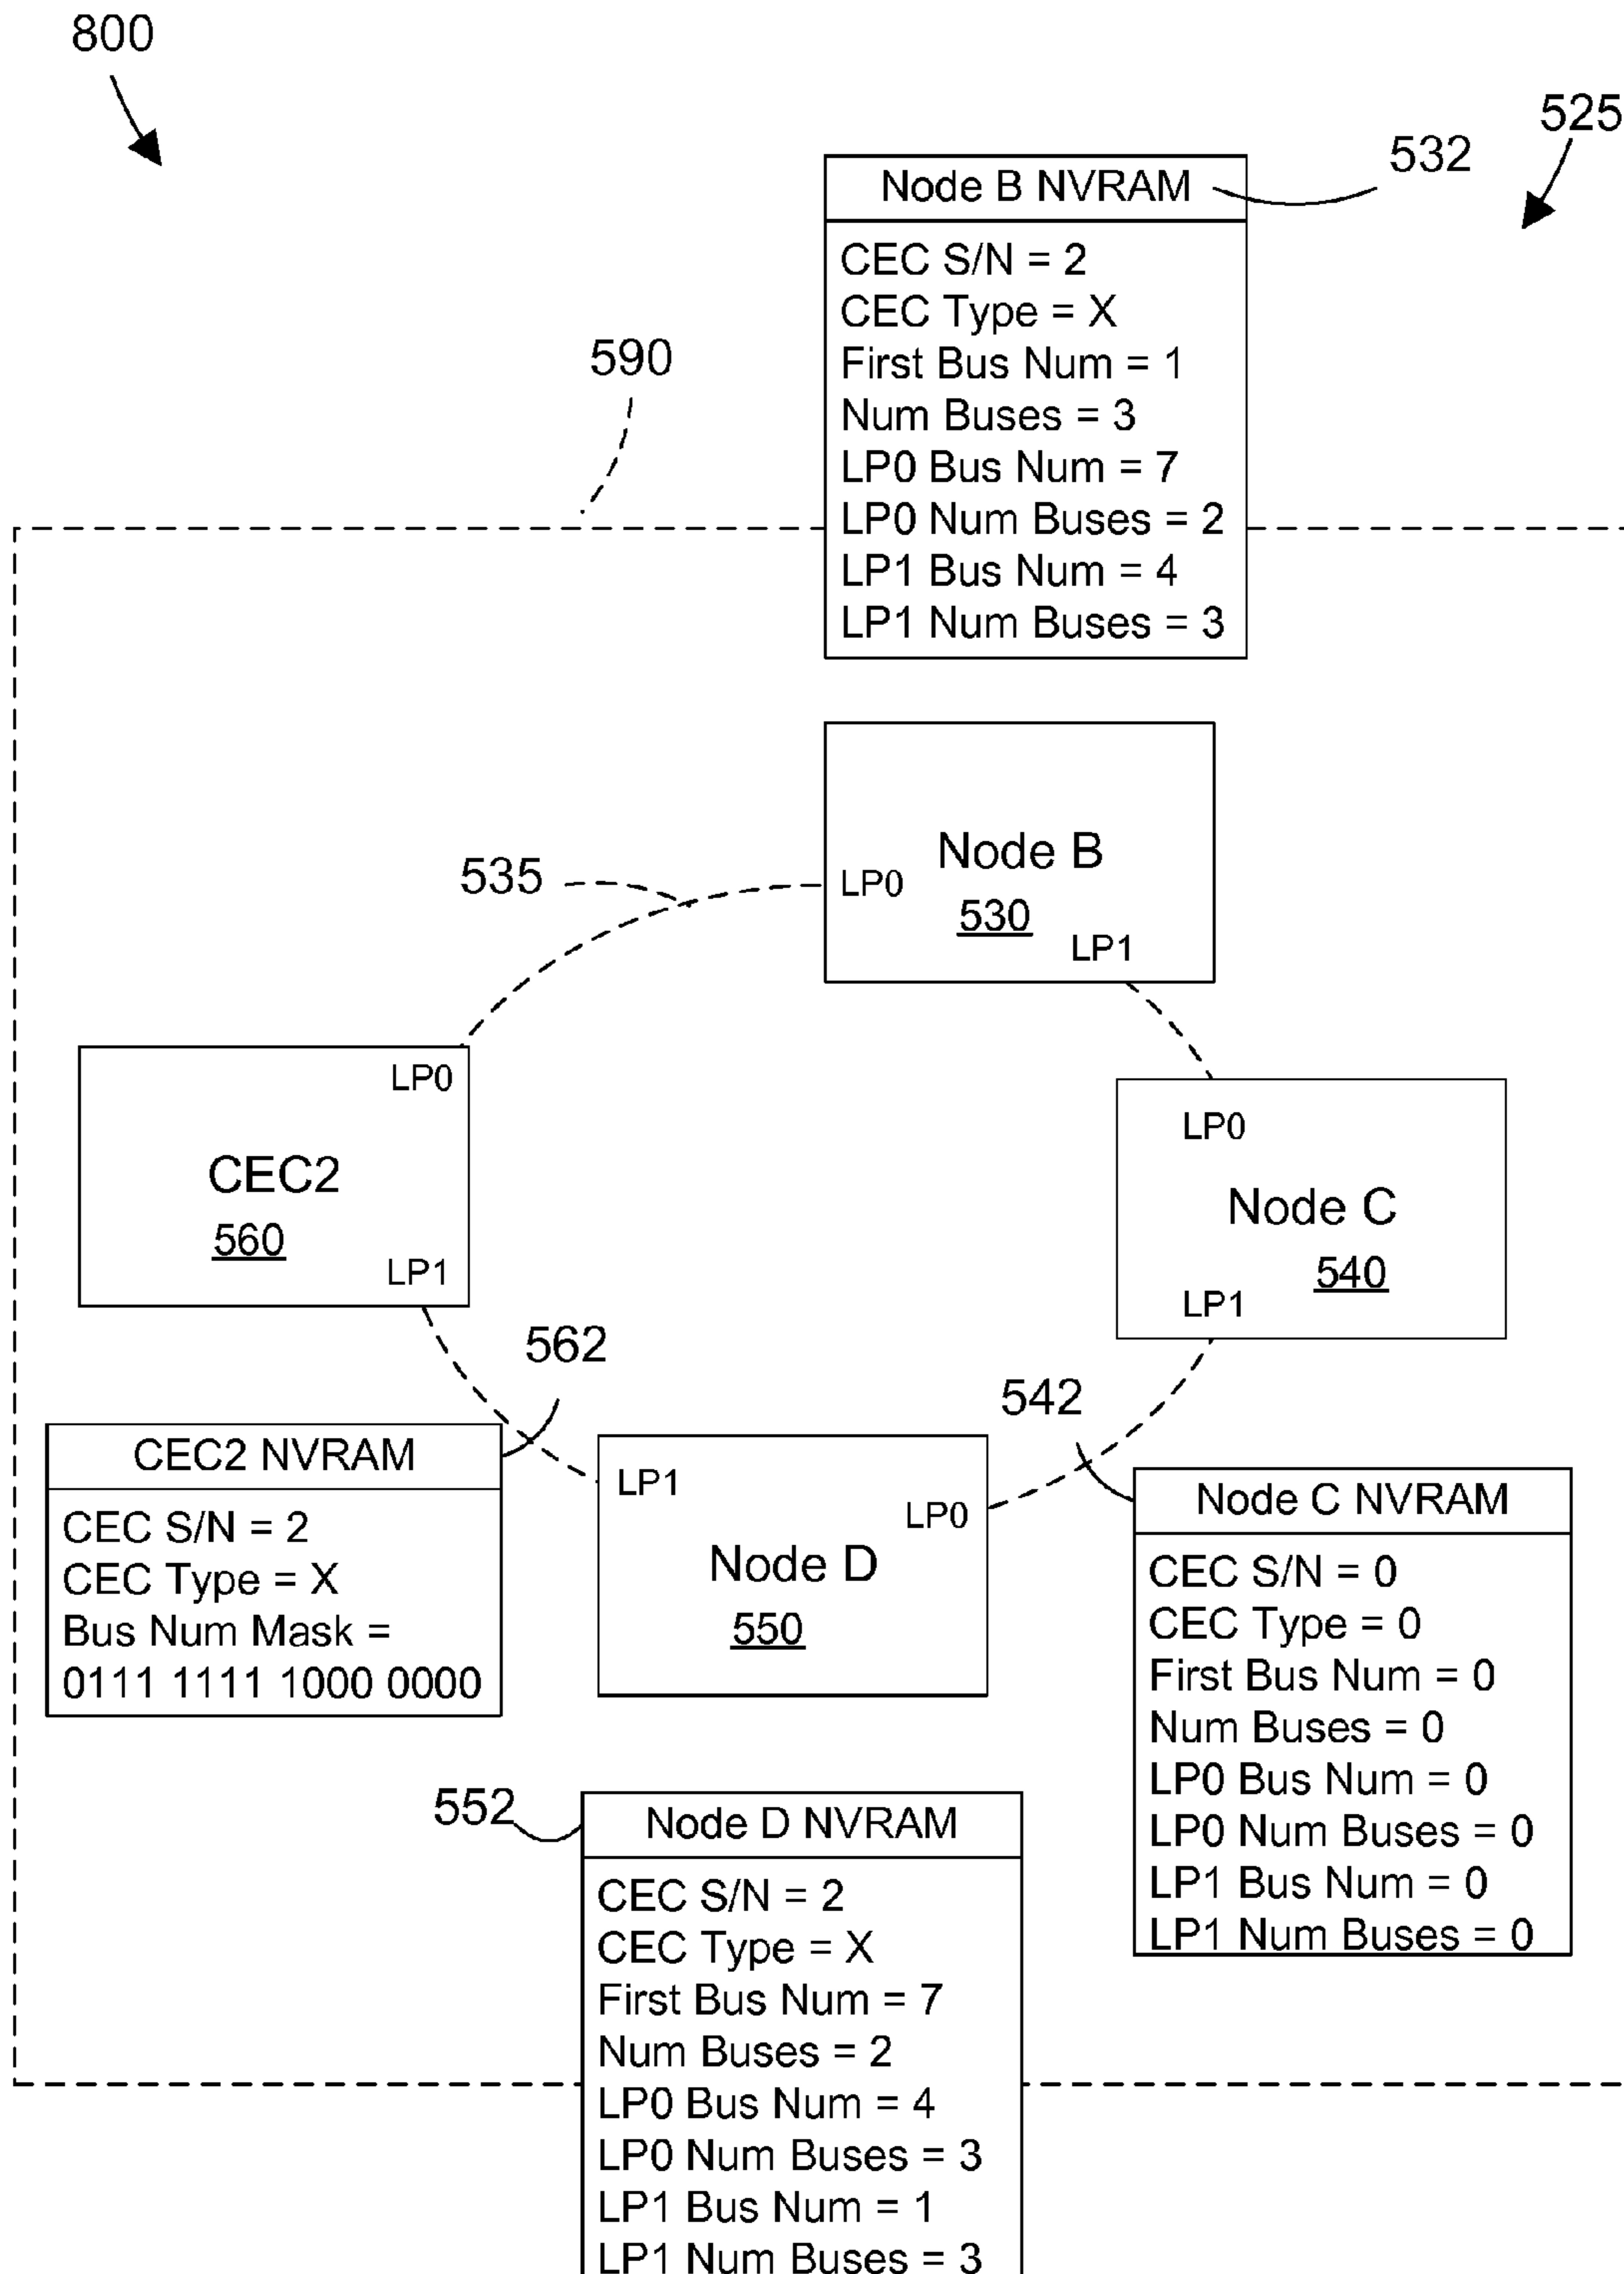 800
525
532
Node B NVRAM
CEC S/N = 2
CEC Type = X
First Bus Num = 1
Num Buses = 3
LP0 Bus Num = 7
LP0 Num Buses = 2
LP1 Bus Num = 4
LP1 Num Buses = 3
590
535
LP0
Node B
530
LP1
LP0
CEC2
560
LP1
LP0
Node C
540
LP1
562
542
CEC2 NVRAM
CEC S/N = 2
CEC Type = X
Bus Num Mask =
0111 1111 1000 0000
LP1
LP0
Node D
550
Node C NVRAM
CEC S/N = 0
CEC Type = 0
First Bus Num = 0
Num Buses = 0
LP0 Bus Num = 0
LP0 Num Buses = 0
LP1 Bus Num = 0
LP1 Num Buses = 0
552
Node D NVRAM
CEC S/N = 2
CEC Type = X
First Bus Num = 7
Num Buses = 2
LP0 Bus Num = 4
LP0 Num Buses = 3
LP1 Bus Num = 1
LP1 Num Buses = 3